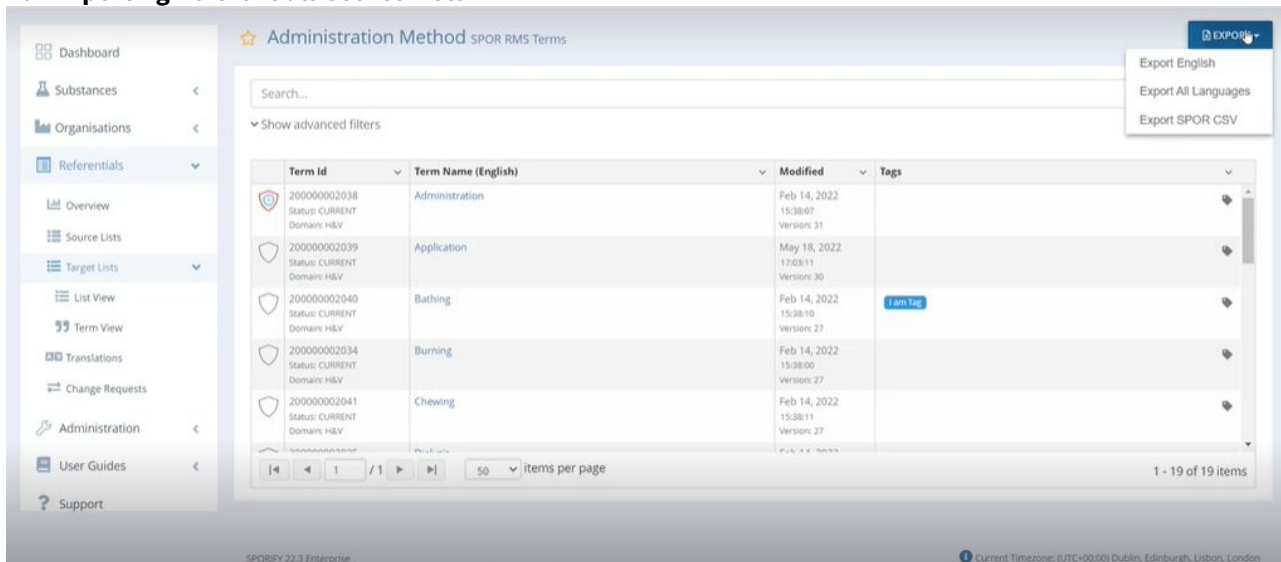 Dashboard
Substances
Organisations
Referentials
Overview
Source Lists
Target Lists
List View
Term View
Translations
Change Requests
Administration
User Guides
Support
Administration Method SPOR RMS Terms
EXPORT
Export English
Export All Languages
Export SPOR CSV
Search...
Show advanced filters
Term Id Term Name (English) Modified Tags
200000002038 Administration Feb 14, 2022
Status: CURRENT 15:38:07
Domain: H&V Version: 31
200000002039 Application May 18, 2022
Status: CURRENT 17:03:11
Domain: H&V Version: 30
200000002040 Bathing Feb 14, 2022 I am Tag
Status: CURRENT 15:38:10
Domain: H&V Version: 27
200000002034 Burning Feb 14, 2022
Status: CURRENT 15:38:00
Domain: H&V Version: 27
200000002041 Chewing Feb 14, 2022
Status: CURRENT 15:38:11
Domain: H&V Version: 27
1 / 1 50 items per page 1 - 19 of 19 items
SPORIFY 22.3 Enterprise Current Timezone: (UTC+00:00) Dublin, Edinburgh, Lisbon, London